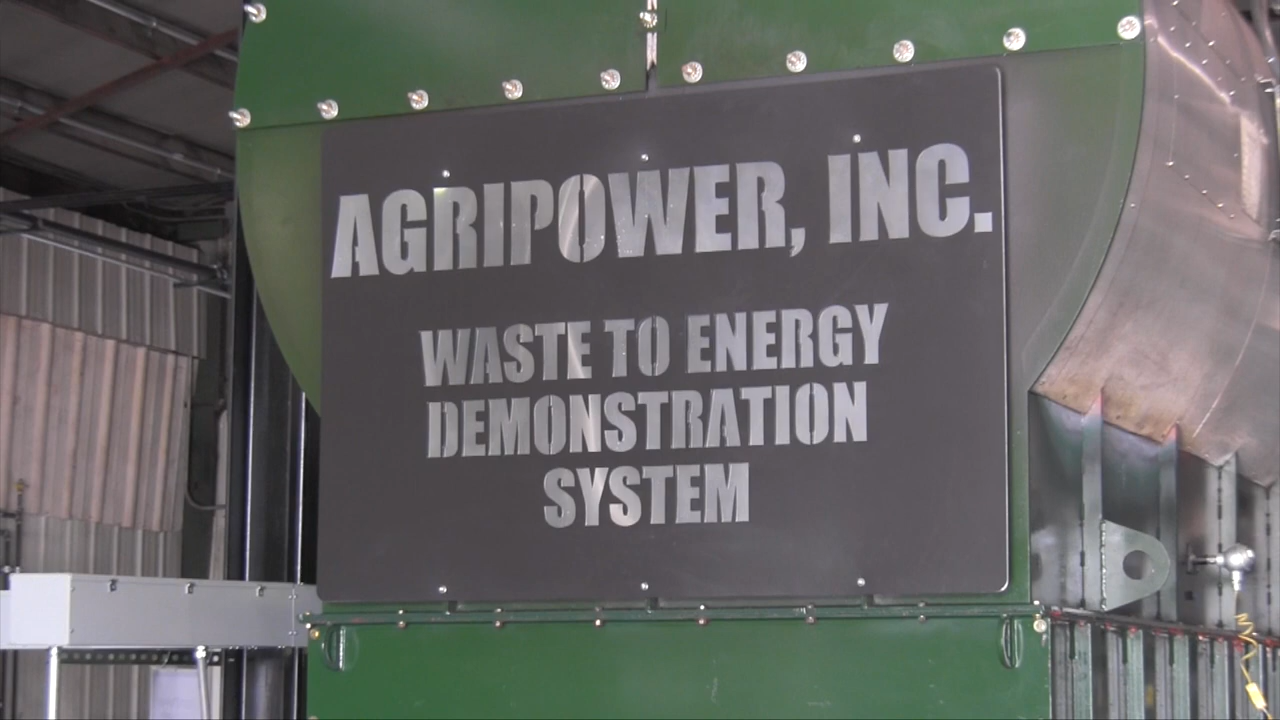 AGRIPOWER, INC.
WASTE TO ENERGY
DEMONSTRATION
SYSTEM